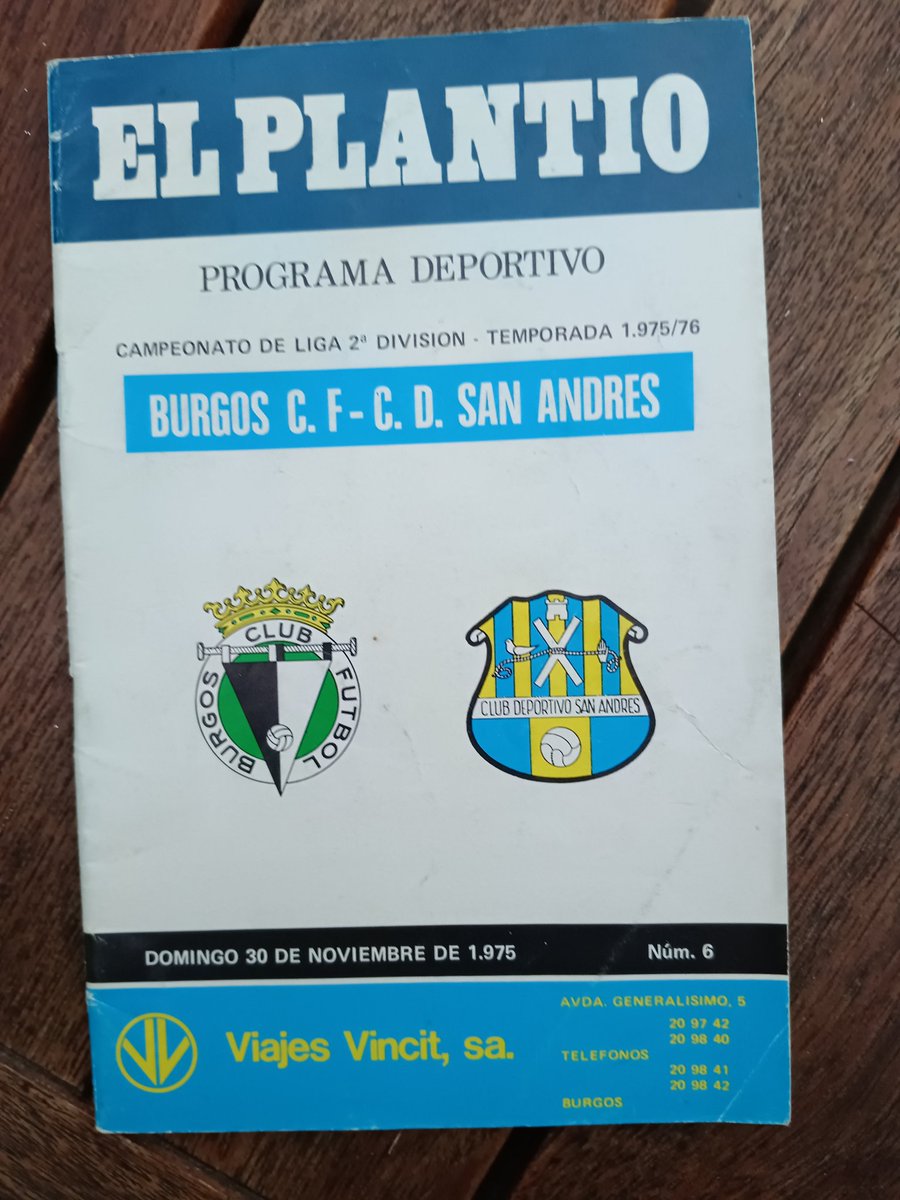 EL PLANTIO
PROGRAMA DEPORTIVO
CAMPEONATO DE LIGA 2ª DIVISION - TEMPORADA 1.975/76
BURGOS C. F - C. D. SAN ANDRES
BURGOS CLUB FUTBOL
CLUB DEPORTIVO SAN ANDRES
DOMINGO 30 DE NOVIEMBRE DE 1.975 Núm. 6
Viajes Vincit, sa.
AVDA. GENERALISIMO, 5
20 97 42
20 98 40
TELEFONOS
20 98 41
20 98 42
BURGOS